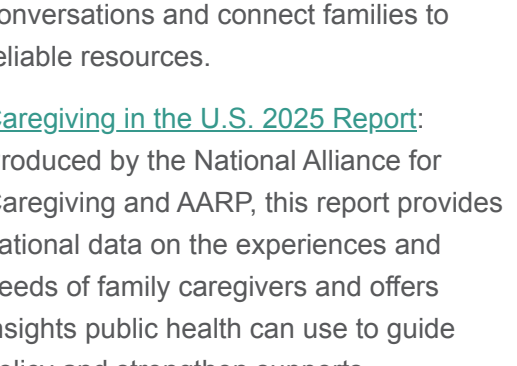 onversations and connect families to
eliable resources.
Caregiving in the U.S. 2025 Report:
roduced by the National Alliance for
Caregiving and AARP, this report provides
ational data on the experiences and
eeds of family caregivers and offers
nsights public health can use to guide
policy and strengthen supports